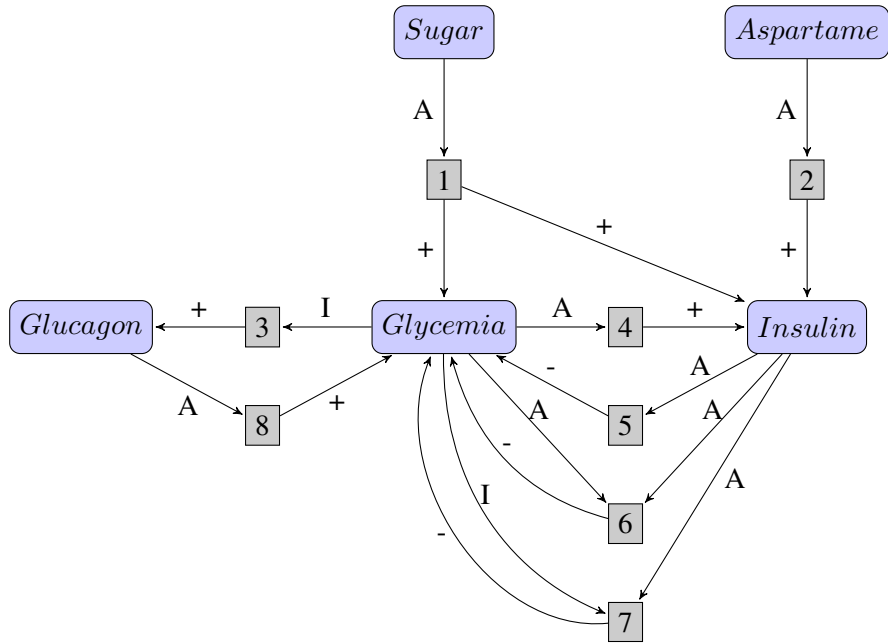 Sugar Aspartame
A A
1 2
+ + +
Glucagon + 3 I Glycemia A 4 + Insulin
A 8 + - 5 A
A - 6 A
I - 7 A